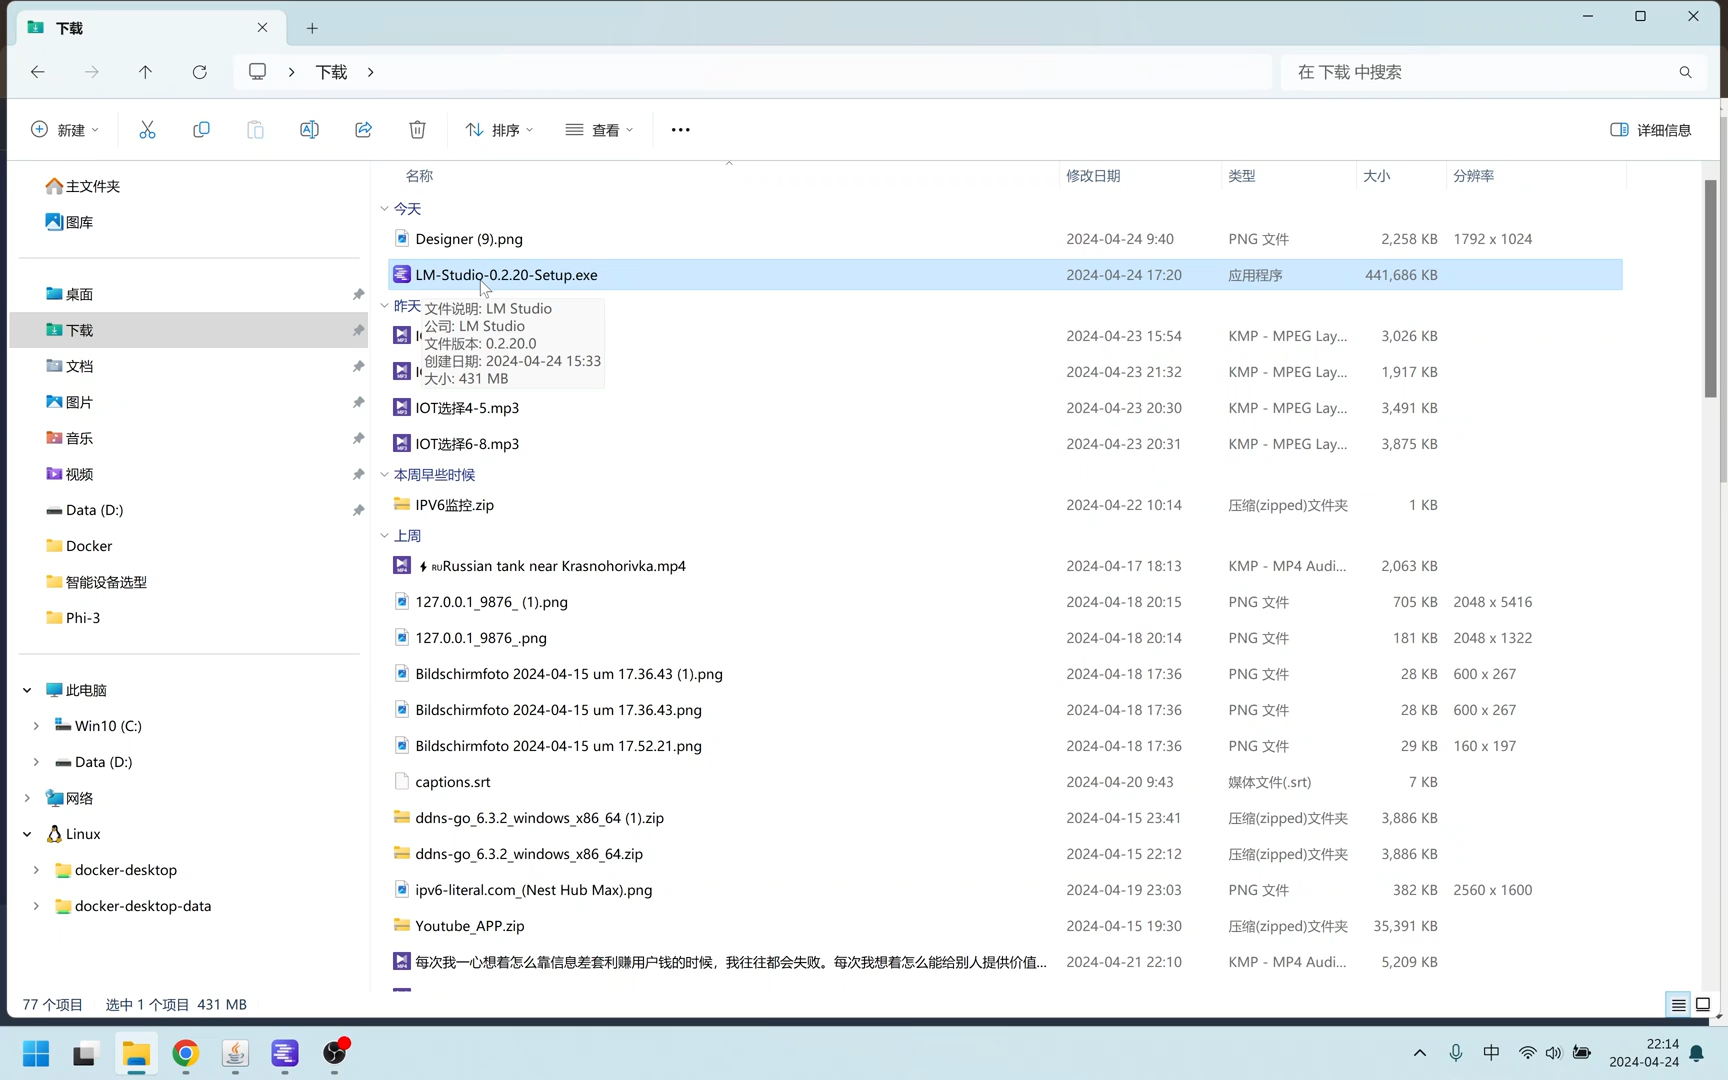 下载
下载
在 下载 中搜索
新建
排序
查看
详细信息
主文件夹
图库
桌面
下载
文档
图片
音乐
视频
Data (D:)
Docker
智能设备选型
Phi-3
此电脑
Win10 (C:)
Data (D:)
网络
Linux
docker-desktop
docker-desktop-data
名称 修改日期 类型 大小 分辨率
今天
Designer (9).png 2024-04-24 9:40 PNG 文件 2,258 KB 1792 x 1024
LM-Studio-0.2.20-Setup.exe 2024-04-24 17:20 应用程序 441,686 KB
昨天
文件说明: LM Studio
公司: LM Studio
文件版本: 0.2.20.0
创建日期: 2024-04-24 15:33
大小: 431 MB
2024-04-23 15:54 KMP - MPEG Lay... 3,026 KB
2024-04-23 21:32 KMP - MPEG Lay... 1,917 KB
IOT选择4-5.mp3 2024-04-23 20:30 KMP - MPEG Lay... 3,491 KB
IOT选择6-8.mp3 2024-04-23 20:31 KMP - MPEG Lay... 3,875 KB
本周早些时候
IPV6监控.zip 2024-04-22 10:14 压缩(zipped)文件夹 1 KB
上周
RURussian tank near Krasnohorivka.mp4 2024-04-17 18:13 KMP - MP4 Audi... 2,063 KB
127.0.0.1_9876_ (1).png 2024-04-18 20:15 PNG 文件 705 KB 2048 x 5416
127.0.0.1_9876_.png 2024-04-18 20:14 PNG 文件 181 KB 2048 x 1322
Bildschirmfoto 2024-04-15 um 17.36.43 (1).png 2024-04-18 17:36 PNG 文件 28 KB 600 x 267
Bildschirmfoto 2024-04-15 um 17.36.43.png 2024-04-18 17:36 PNG 文件 28 KB 600 x 267
Bildschirmfoto 2024-04-15 um 17.52.21.png 2024-04-18 17:36 PNG 文件 29 KB 160 x 197
captions.srt 2024-04-20 9:43 媒体文件(.srt) 7 KB
ddns-go_6.3.2_windows_x86_64 (1).zip 2024-04-15 23:41 压缩(zipped)文件夹 3,886 KB
ddns-go_6.3.2_windows_x86_64.zip 2024-04-15 22:12 压缩(zipped)文件夹 3,886 KB
ipv6-literal.com_(Nest Hub Max).png 2024-04-19 23:03 PNG 文件 382 KB 2560 x 1600
Youtube_APP.zip 2024-04-15 19:30 压缩(zipped)文件夹 35,391 KB
每次我一心想着怎么靠信息差套利赚用户钱的时候，我往往都会失败。每次我想着怎么能给别人提供价值... 2024-04-21 22:10 KMP - MP4 Audi... 5,209 KB
77 个项目 选中 1 个项目 431 MB
中
22:14
2024-04-24